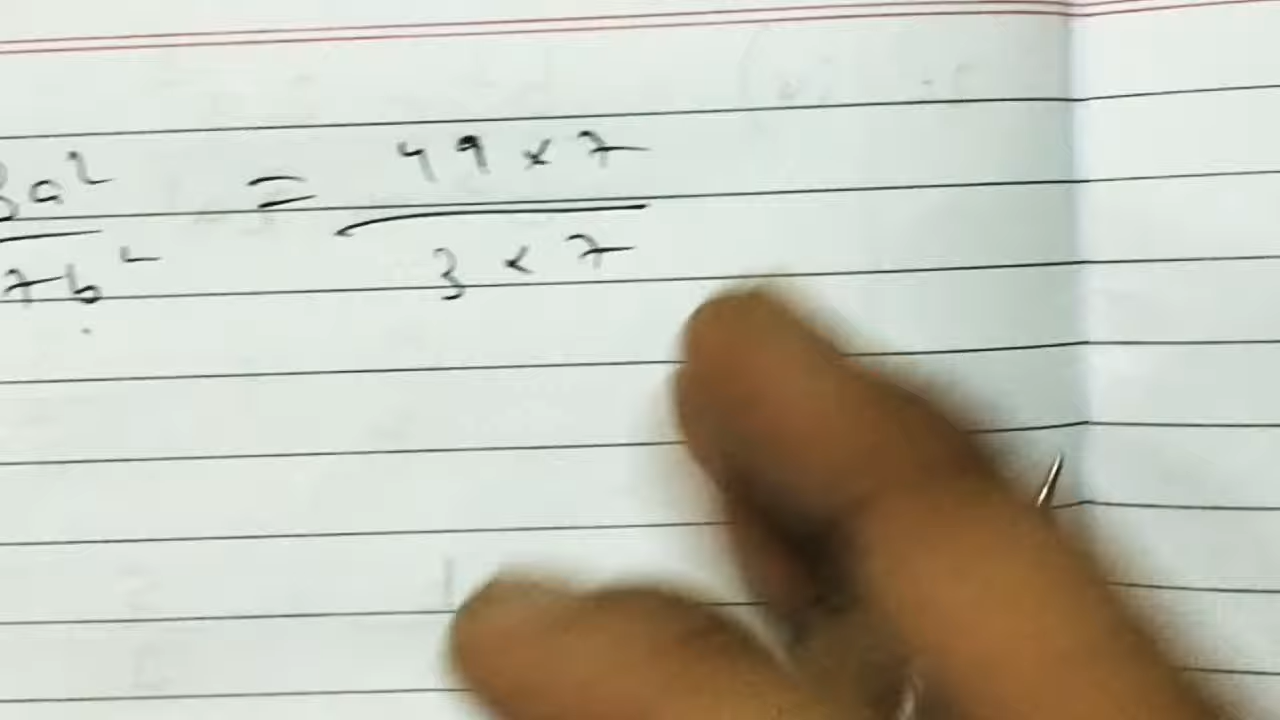 3a² = 49 × 7
7b² 3 × 7